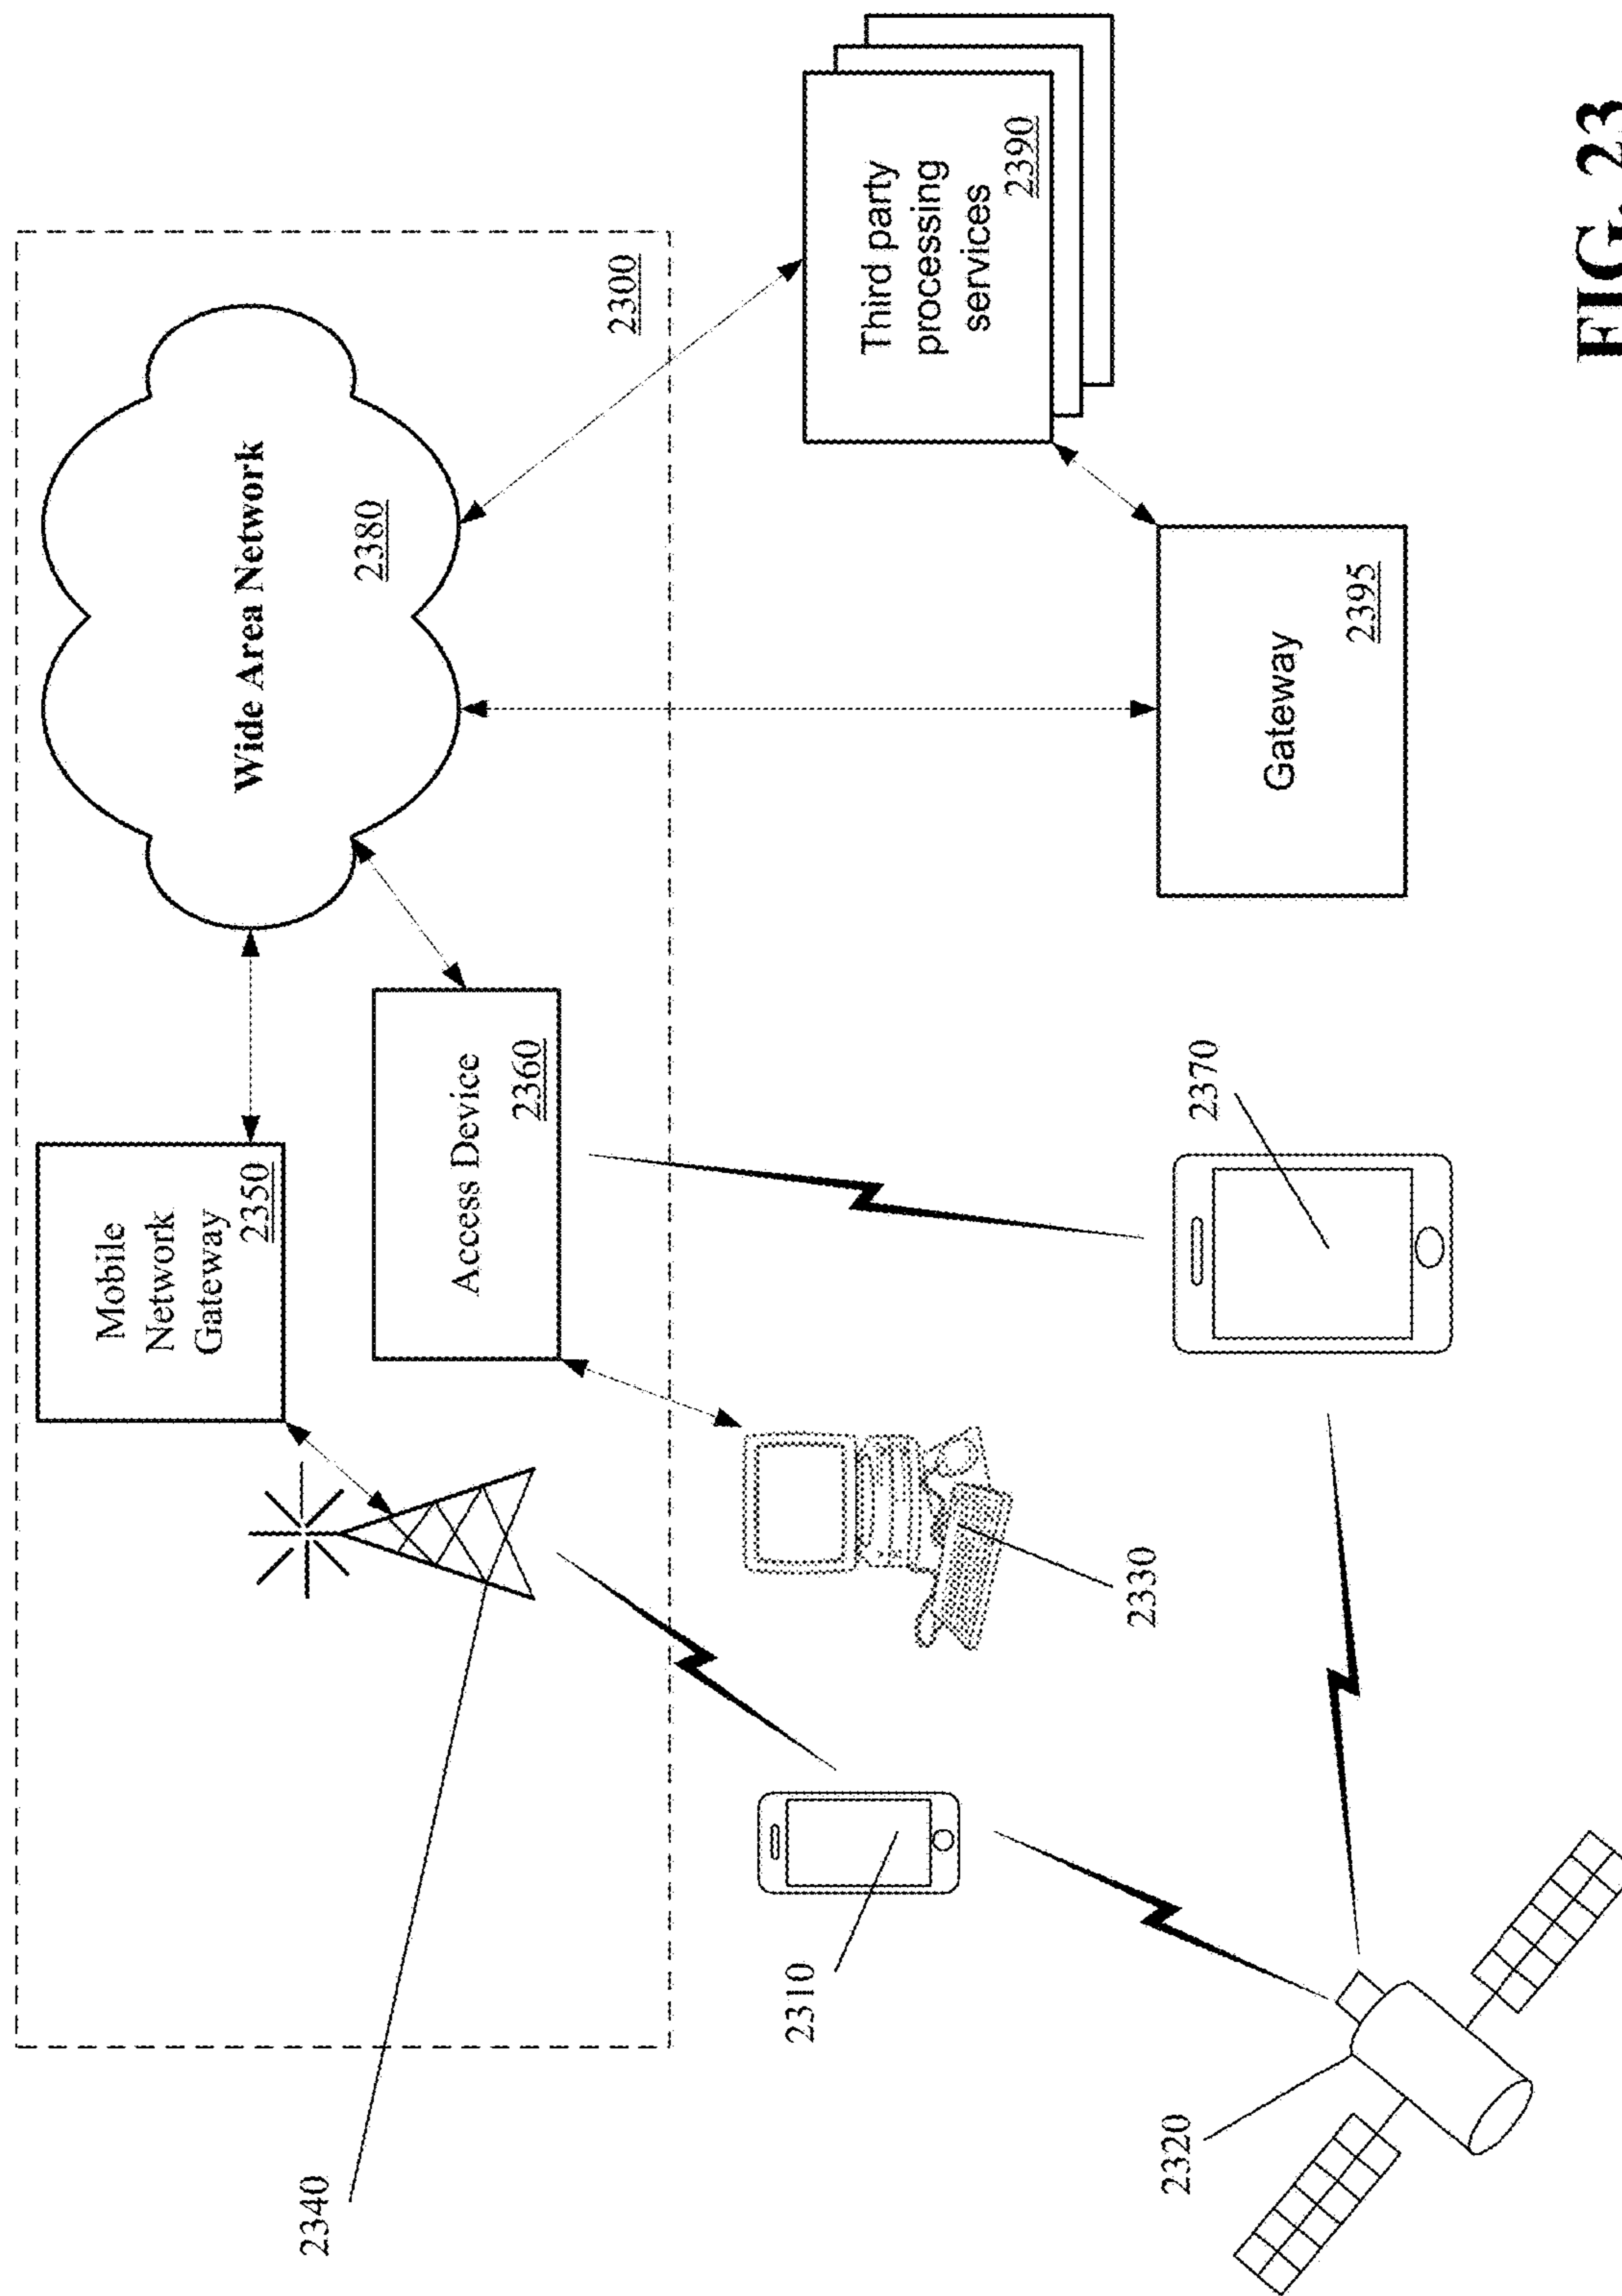 2340
Mobile
Network
Gateway
2350
Wide Area Network
2380
Access Device
2360
2300
2310
2330
Third party
processing
services
2390
2320
2370
Gateway
2395
FIG. 23